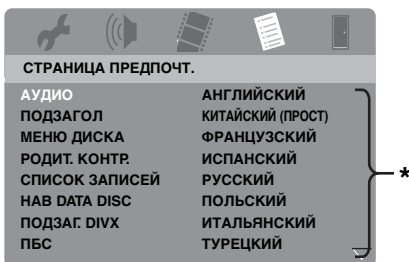 СТРАНИЦА ПРЕДПОЧТ.
АУДИО АНГЛИЙСКИЙ
ПОДЗАГОЛ КИТАЙСКИЙ (ПРОСТ)
МЕНЮ ДИСКА ФРАНЦУЗСКИЙ
РОДИТ. КОНТР. ИСПАНСКИЙ
СПИСОК ЗАПИСЕЙ РУССКИЙ
НАВ DATA DISC ПОЛЬСКИЙ
ПОДЗАГ. DIVX ИТАЛЬЯНСКИЙ
ПБС ТУРЕЦКИЙ
*